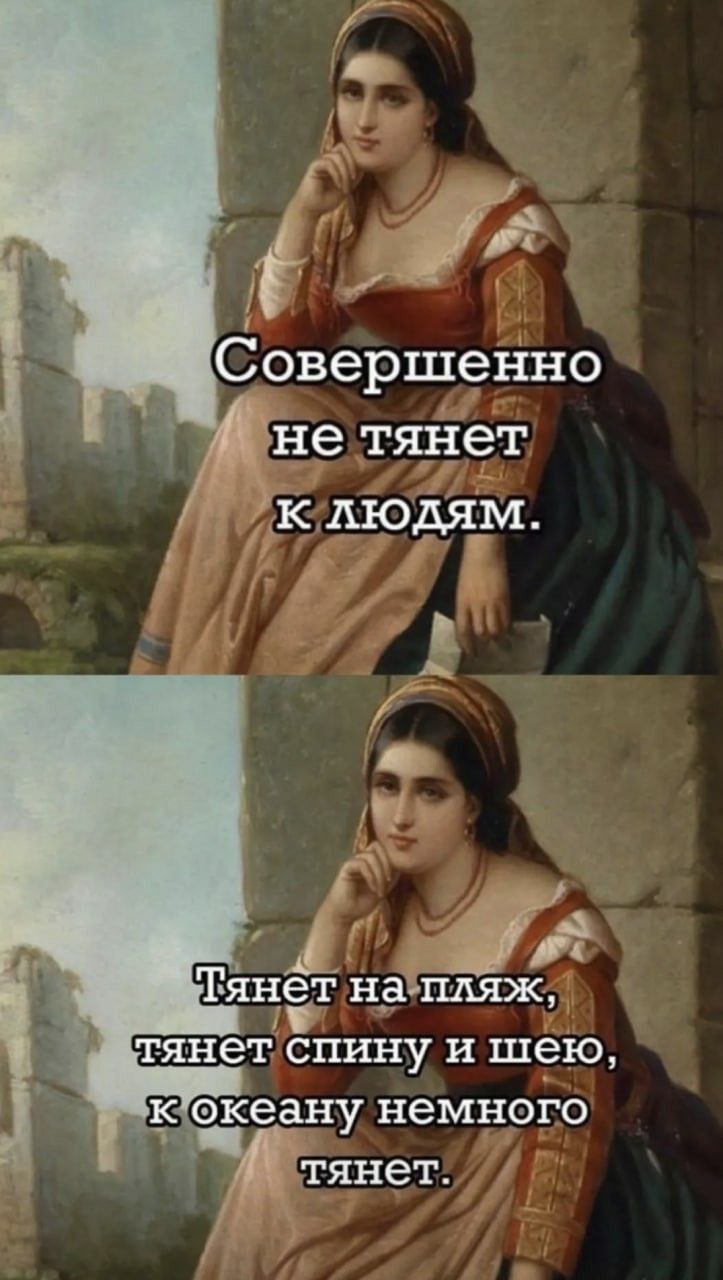 Совершенно
не тянет
к людям.
Тянет на пляж,
тянет спину и шею,
к океану немного
тянет.